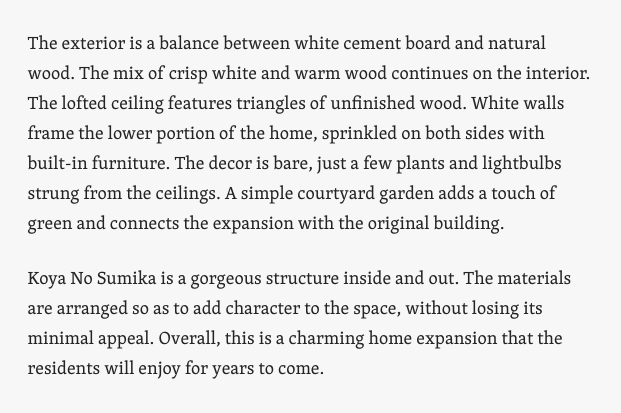 The exterior is a balance between white cement board and natural
wood. The mix of crisp white and warm wood continues on the interior.
The lofted ceiling features triangles of unfinished wood. White walls
frame the lower portion of the home, sprinkled on both sides with
built-in furniture. The decor is bare, just a few plants and lightbulbs
strung from the ceilings. A simple courtyard garden adds a touch of
green and connects the expansion with the original building.
Koya No Sumika is a gorgeous structure inside and out. The materials
are arranged so as to add character to the space, without losing its
minimal appeal. Overall, this is a charming home expansion that the
residents will enjoy for years to come.